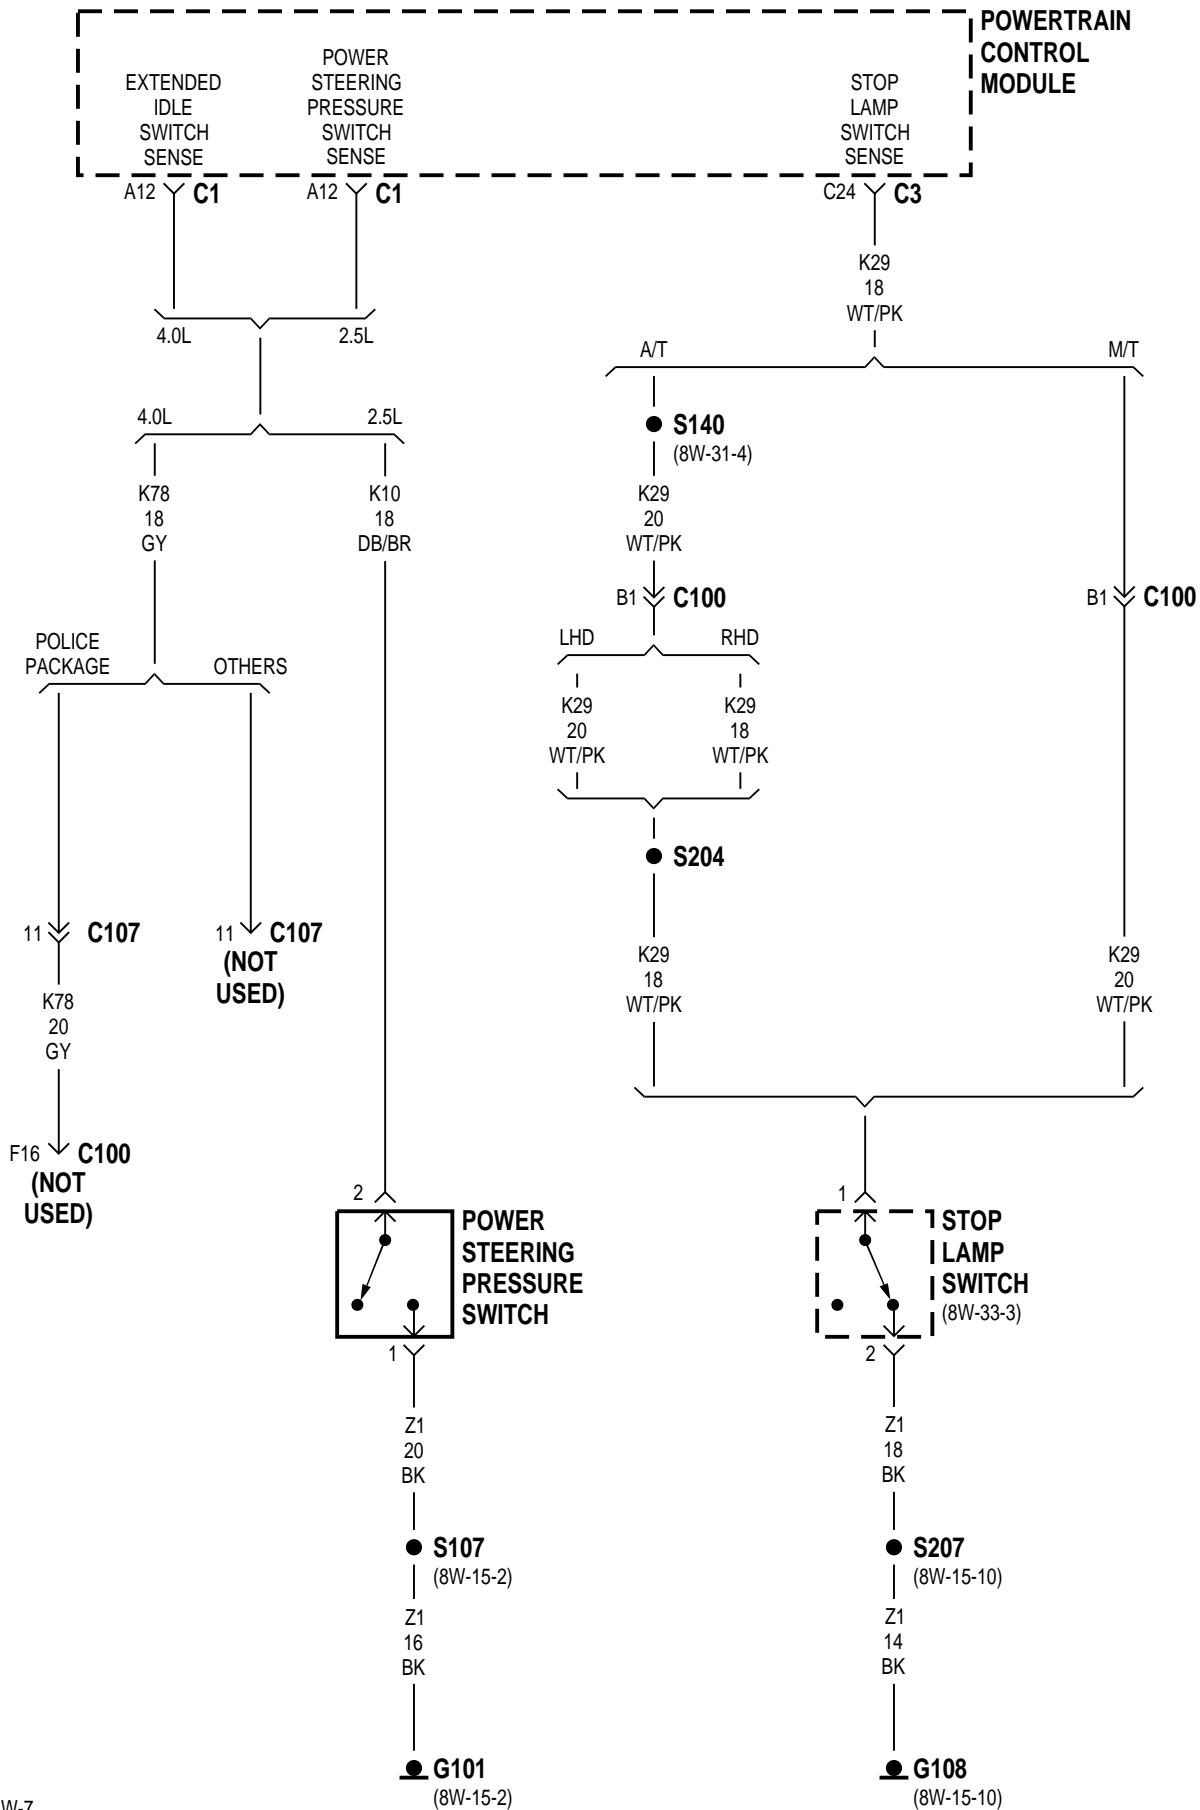 POWERTRAIN
CONTROL
MODULE
EXTENDED
IDLE
SWITCH
SENSE
POWER
STEERING
PRESSURE
SWITCH
SENSE
STOP
LAMP
SWITCH
SENSE
A12 C1
A12 C1
C24 C3
K29
18
WT/PK
4.0L 2.5L
A/T M/T
4.0L 2.5L
S140
(8W-31-4)
K78
18
GY
K10
18
DB/BR
K29
20
WT/PK
B1 C100
B1 C100
POLICE
PACKAGE
OTHERS
LHD RHD
K29
20
WT/PK
K29
18
WT/PK
S204
11 C107
11 C107
(NOT
USED)
K78
20
GY
K29
18
WT/PK
K29
20
WT/PK
F16 C100
(NOT
USED)
2
POWER
STEERING
PRESSURE
SWITCH
1
1
STOP
LAMP
SWITCH
(8W-33-3)
2
Z1
20
BK
Z1
18
BK
S107
(8W-15-2)
S207
(8W-15-10)
Z1
16
BK
Z1
14
BK
G101
(8W-15-2)
G108
(8W-15-10)